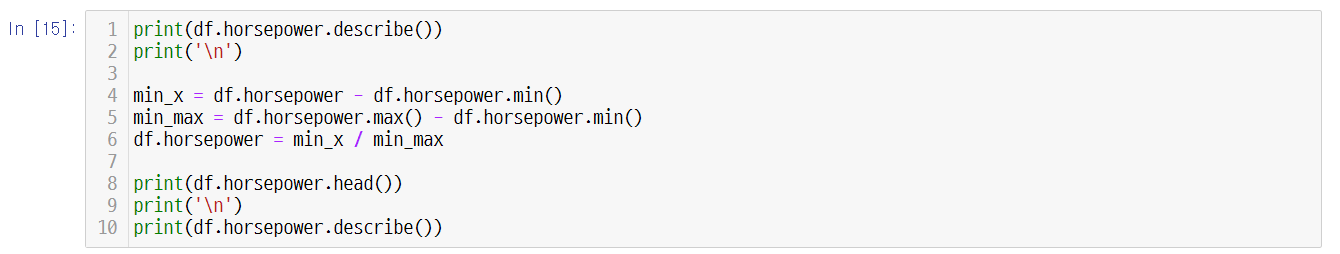 In [15]:
1 print(df.horsepower.describe())
2 print('\n')
3
4 min_x = df.horsepower - df.horsepower.min()
5 min_max = df.horsepower.max() - df.horsepower.min()
6 df.horsepower = min_x / min_max
7
8 print(df.horsepower.head())
9 print('\n')
10 print(df.horsepower.describe())